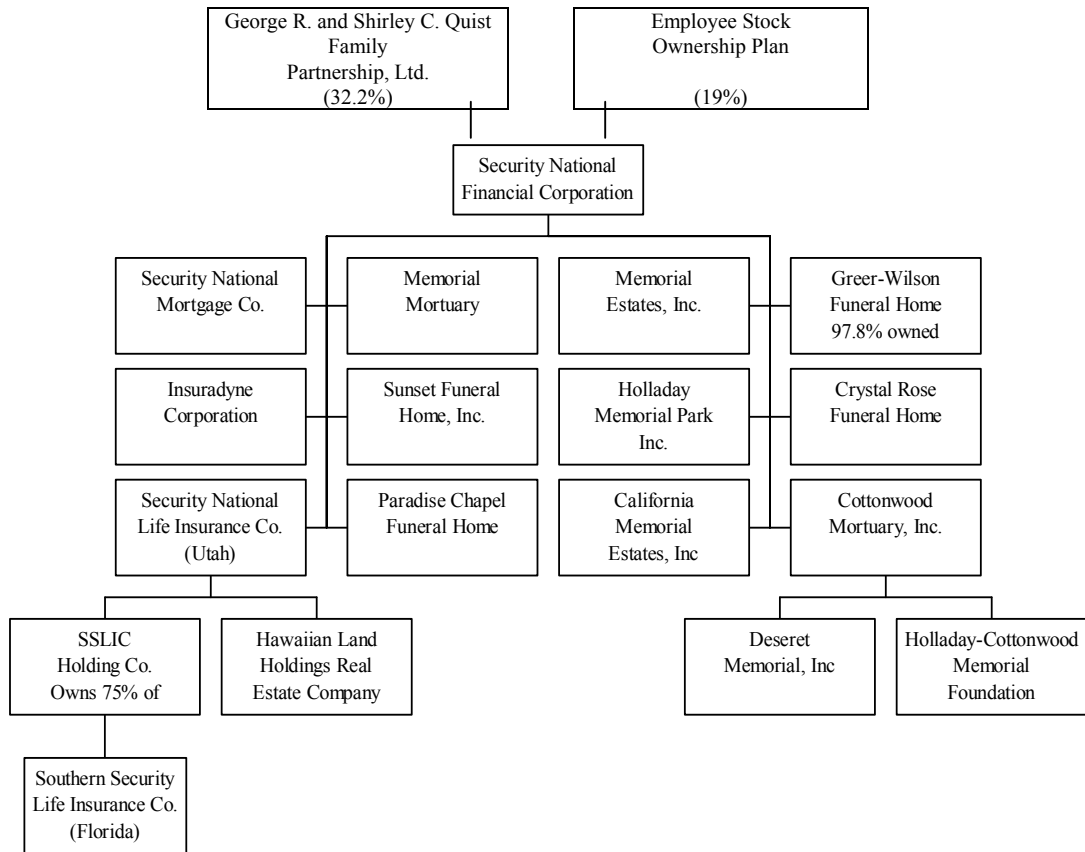 George R. and Shirley C. Quist
Family
Partnership, Ltd.
(32.2%)
Employee Stock
Ownership Plan
(19%)
Security National
Financial Corporation
Security National
Mortgage Co.
Memorial
Mortuary
Memorial
Estates, Inc.
Greer-Wilson
Funeral Home
97.8% owned
Insuradyne
Corporation
Sunset Funeral
Home, Inc.
Holladay
Memorial Park
Inc.
Crystal Rose
Funeral Home
Security National
Life Insurance Co.
(Utah)
Paradise Chapel
Funeral Home
California
Memorial
Estates, Inc
Cottonwood
Mortuary, Inc.
SSLIC
Holding Co.
Owns 75% of
Hawaiian Land
Holdings Real
Estate Company
Deseret
Memorial, Inc
Holladay-Cottonwood
Memorial
Foundation
Southern Security
Life Insurance Co.
(Florida)